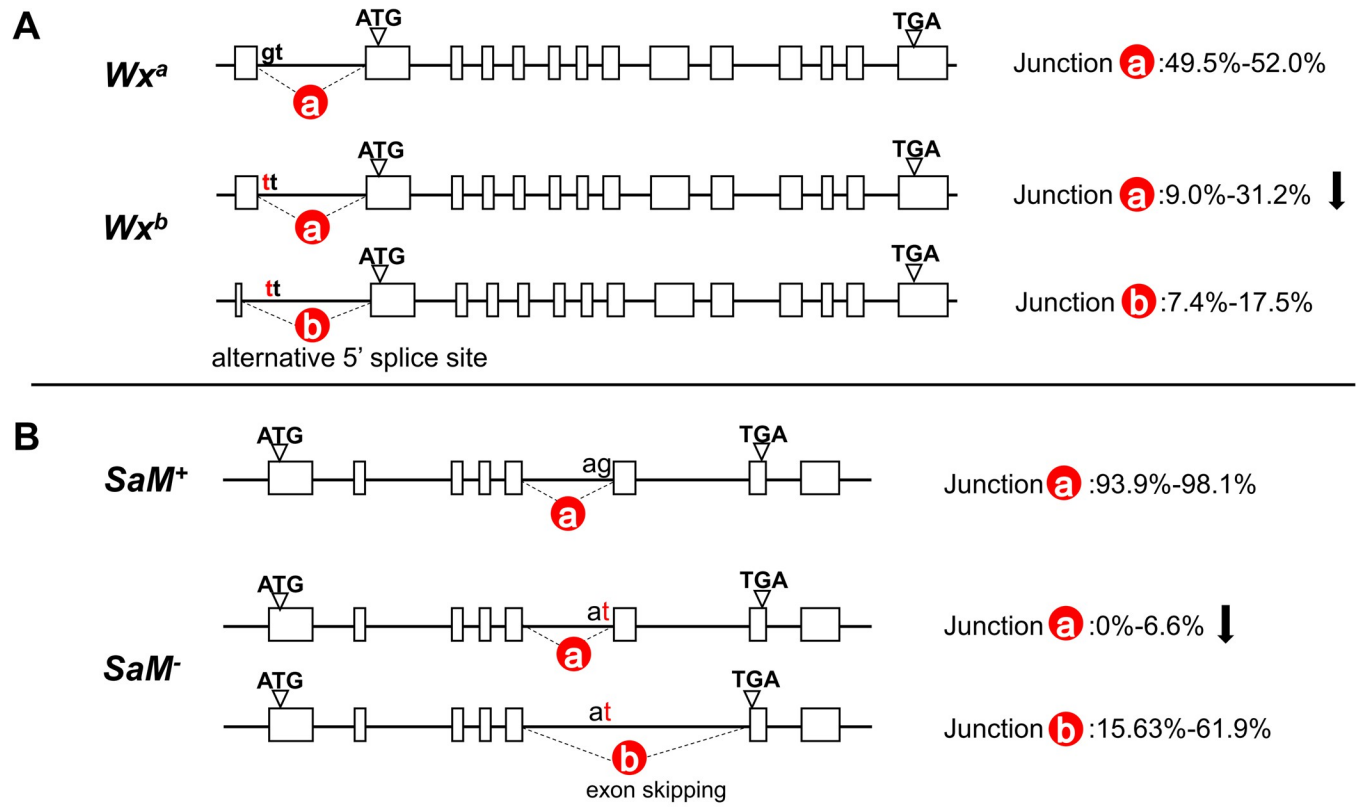 A
ATG
TGA
gt
Wxa
a
Junction a :49.5%-52.0%
ATG
TGA
tt
a
Junction a :9.0%-31.2%
Wxb
ATG
TGA
tt
b
Junction b :7.4%-17.5%
alternative 5’ splice site
B
ATG
TGA
ag
SaM+
a
Junction a :93.9%-98.1%
ATG
TGA
at
a
Junction a :0%-6.6%
SaM-
ATG
TGA
at
b
Junction b :15.63%-61.9%
exon skipping